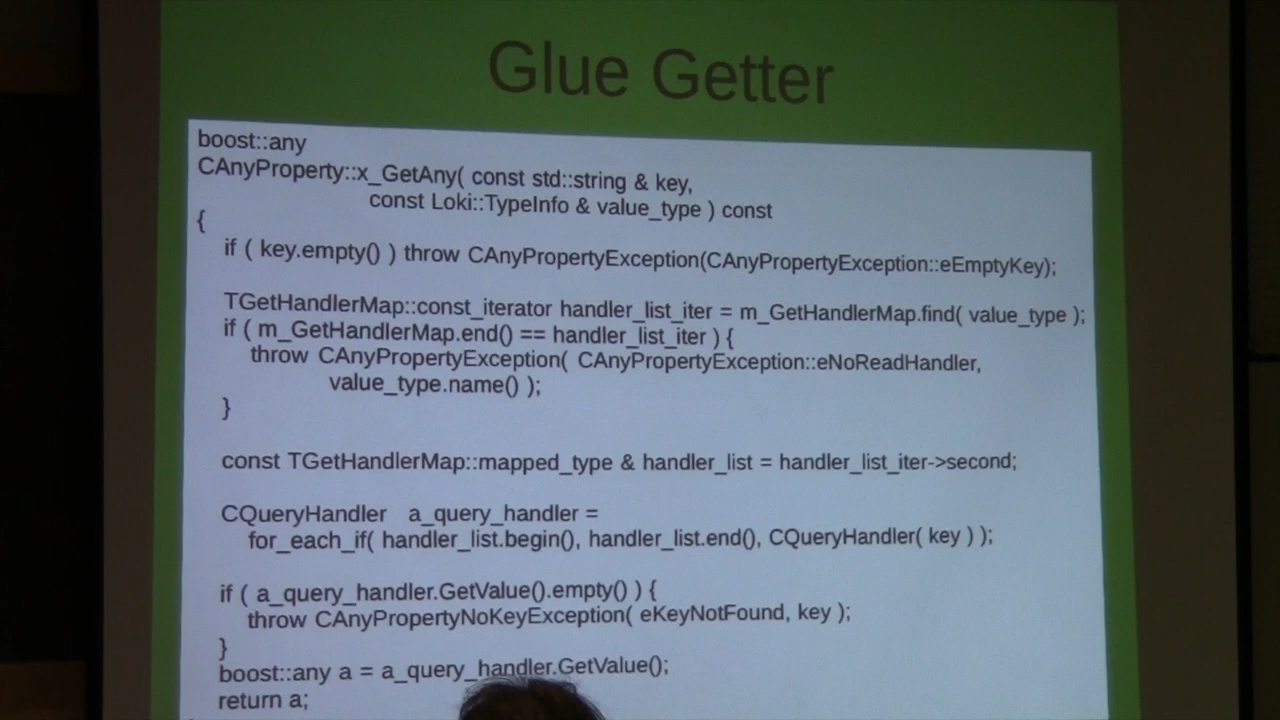 Glue Getter
boost::any
CAnyProperty::x_GetAny( const std::string & key,
const Loki::TypeInfo & value_type ) const
{
if ( key.empty() ) throw CAnyPropertyException(CAnyPropertyException::eEmptyKey);
TGetHandlerMap::const_iterator handler_list_iter = m_GetHandlerMap.find( value_type );
if ( m_GetHandlerMap.end() == handler_list_iter ) {
throw CAnyPropertyException( CAnyPropertyException::eNoReadHandler,
value_type.name() );
}
const TGetHandlerMap::mapped_type & handler_list = handler_list_iter->second;
CQueryHandler a_query_handler =
for_each_if( handler_list.begin(), handler_list.end(), CQueryHandler( key ) );
if ( a_query_handler.GetValue().empty() ) {
throw CAnyPropertyNoKeyException( eKeyNotFound, key );
}
boost::any a = a_query_handler.GetValue();
return a;